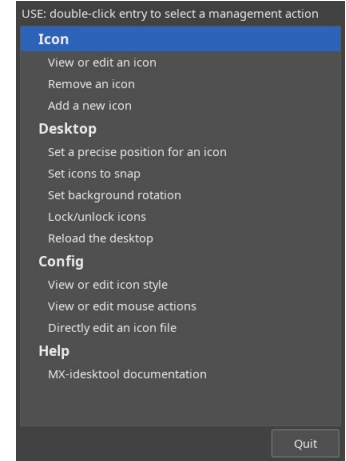 USE: double-click entry to select a management action
Icon
View or edit an icon
Remove an icon
Add a new icon
Desktop
Set a precise position for an icon
Set icons to snap
Set background rotation
Lock/unlock icons
Reload the desktop
Config
View or edit icon style
View or edit mouse actions
Directly edit an icon file
Help
MX-idesktool documentation
Quit